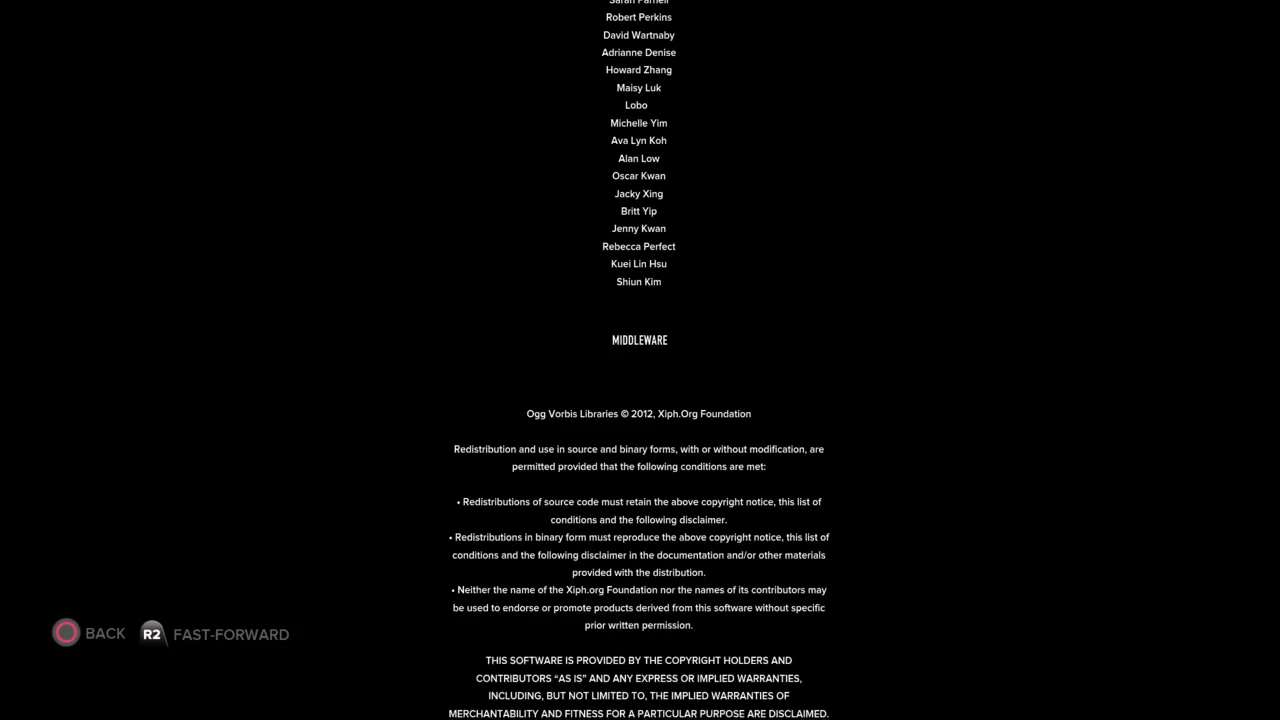 Sarah Parnell
Robert Perkins
David Wartnaby
Adrianne Denise
Howard Zhang
Maisy Luk
Lobo
Michelle Yim
Ava Lyn Koh
Alan Low
Oscar Kwan
Jacky Xing
Britt Yip
Jenny Kwan
Rebecca Perfect
Kuei Lin Hsu
Shiun Kim
MIDDLEWARE
Ogg Vorbis Libraries © 2012, Xiph.Org Foundation
Redistribution and use in source and binary forms, with or without modification, are
permitted provided that the following conditions are met:
• Redistributions of source code must retain the above copyright notice, this list of
conditions and the following disclaimer.
• Redistributions in binary form must reproduce the above copyright notice, this list of
conditions and the following disclaimer in the documentation and/or other materials
provided with the distribution.
• Neither the name of the Xiph.org Foundation nor the names of its contributors may
be used to endorse or promote products derived from this software without specific
prior written permission.
BACK R2 FAST-FORWARD
THIS SOFTWARE IS PROVIDED BY THE COPYRIGHT HOLDERS AND
CONTRIBUTORS “AS IS” AND ANY EXPRESS OR IMPLIED WARRANTIES,
INCLUDING, BUT NOT LIMITED TO, THE IMPLIED WARRANTIES OF
MERCHANTABILITY AND FITNESS FOR A PARTICULAR PURPOSE ARE DISCLAIMED.